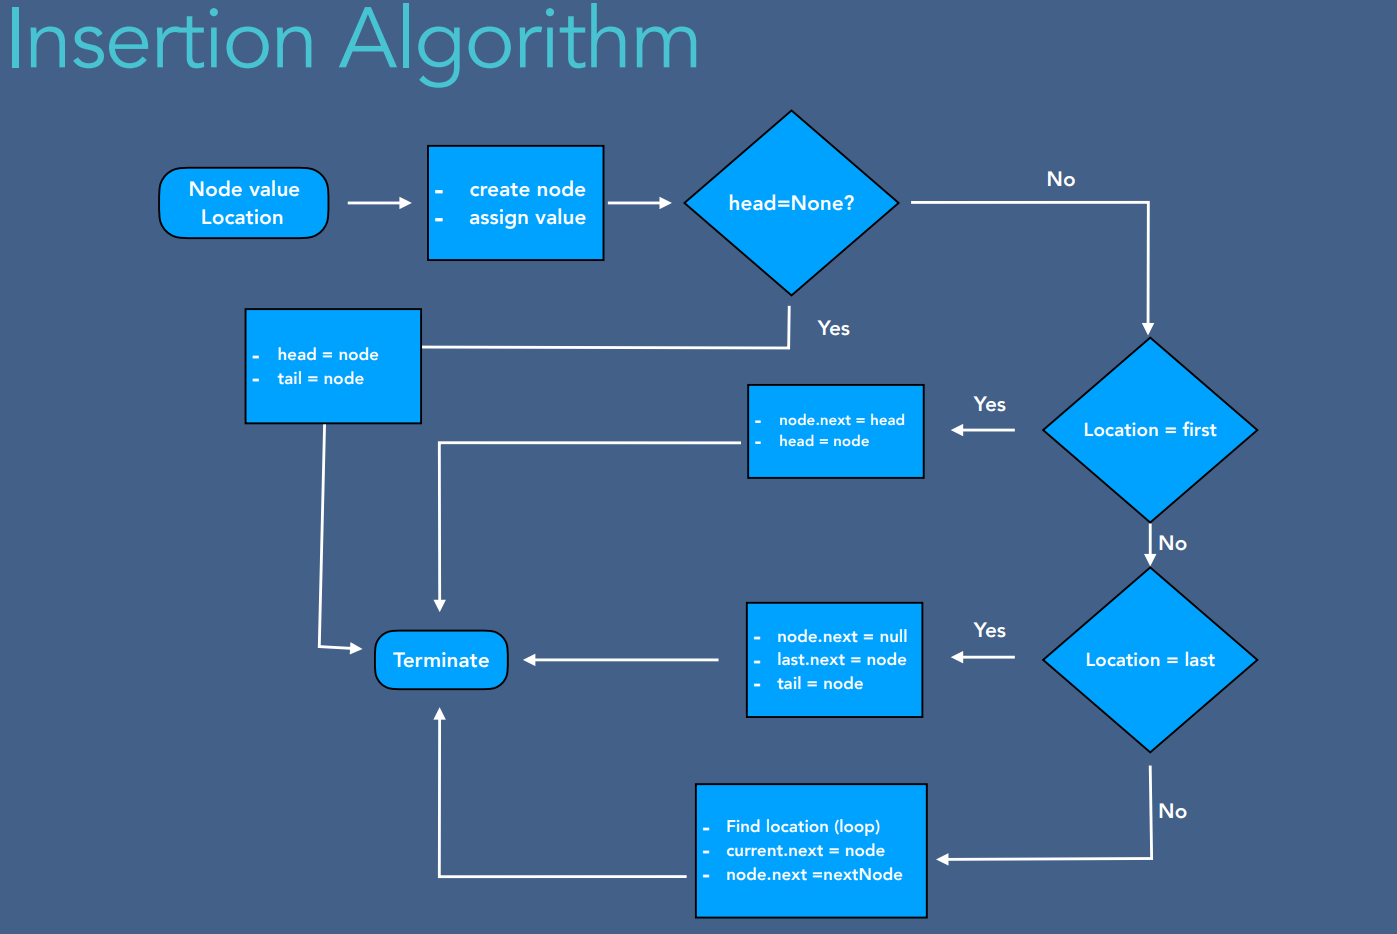 Insertion Algorithm
Node value
Location
- create node
- assign value
head=None?
No
Yes
- head = node
- tail = node
Location = first
Yes
- node.next = head
- head = node
No
Location = last
Yes
- node.next = null
- last.next = node
- tail = node
Terminate
No
- Find location (loop)
- current.next = node
- node.next =nextNode